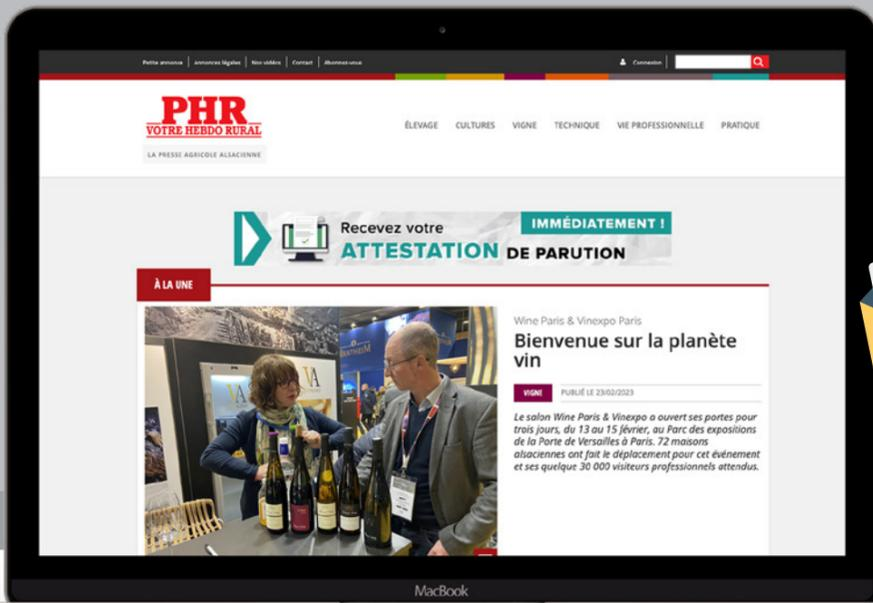 Petite annonce | Annonces légales | Nos vidéos | Contact | Abonnez-vous
Connexion
PHR
VOTRE HEBDO RURAL
LA PRESSE AGRICOLE ALSACIENNE
ÉLEVAGE CULTURES VIGNE TECHNIQUE VIE PROFESSIONNELLE PRATIQUE
Recevez votre IMMÉDIATEMENT !
ATTESTATION DE PARUTION
À LA UNE
Wine Paris & Vinexpo Paris
Bienvenue sur la planète
vin
VIGNE PUBLIÉ LE 23/02/2023
Le salon Wine Paris & Vinexpo a ouvert ses portes pour
trois jours, du 13 au 15 février, au Parc des expositions
de la Porte de Versailles à Paris. 72 maisons
alsaciennes ont fait le déplacement pour cet événement
et ses quelque 30 000 visiteurs professionnels attendus.
VA
VA
MacBook